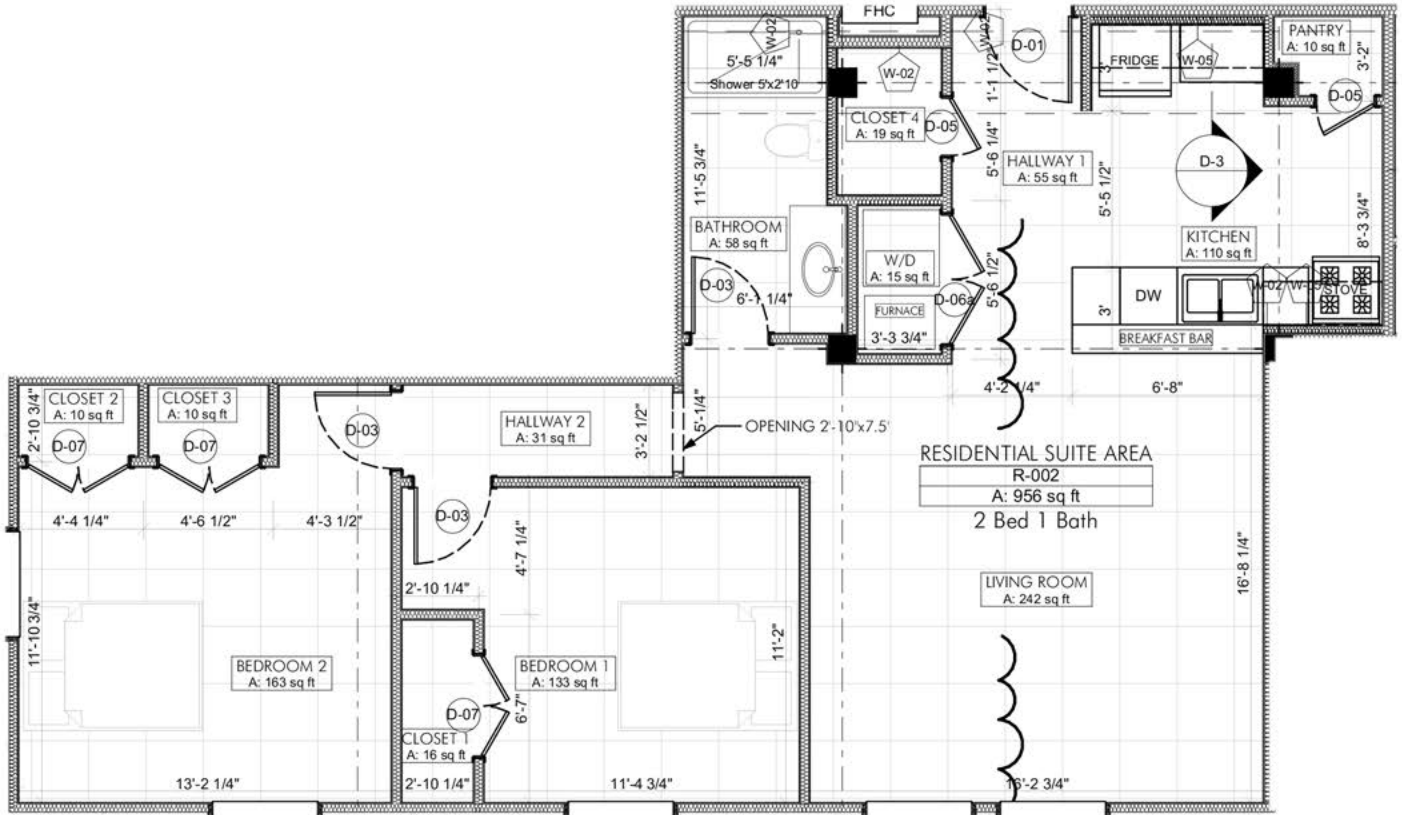 FHC
W-02
W-02
D-01
PANTRY
A: 10 sq ft
3'-2"
5'-5 1/4"
Shower 5'x2'10
W-02
1'-1 1/2"
FRIDGE
3'
W-05
D-05
CLOSET 4
A: 19 sq ft
D-05
5'-6 1/4"
HALLWAY 1
A: 55 sq ft
D-3
11'-5 3/4"
5'-5 1/2"
BATHROOM
A: 58 sq ft
KITCHEN
A: 110 sq ft
8'-3 3/4"
W/D
A: 15 sq ft
5'-6 1/2"
D-03
6'-1 1/4"
D-06a
FURNACE
3'-3 3/4"
DW
3'
W-02
STOVE
BREAKFAST BAR
4'-2 1/4"
6'-8"
CLOSET 2
A: 10 sq ft
CLOSET 3
A: 10 sq ft
2'-10 3/4"
D-07
D-07
D-03
HALLWAY 2
A: 31 sq ft
3'-2 1/2"
5'-1/4"
OPENING 2'-10'x7.5'
RESIDENTIAL SUITE AREA
R-002
A: 956 sq ft
2 Bed 1 Bath
4'-4 1/4"
4'-6 1/2"
4'-3 1/2"
D-03
4'-7 1/4"
16'-8 1/4"
2'-10 1/4"
LIVING ROOM
A: 242 sq ft
11'-10 3/4"
11'-2"
BEDROOM 2
A: 163 sq ft
BEDROOM 1
A: 133 sq ft
6'-7"
D-07
CLOSET 1
A: 16 sq ft
13'-2 1/4"
2'-10 1/4"
11'-4 3/4"
16'-2 3/4"